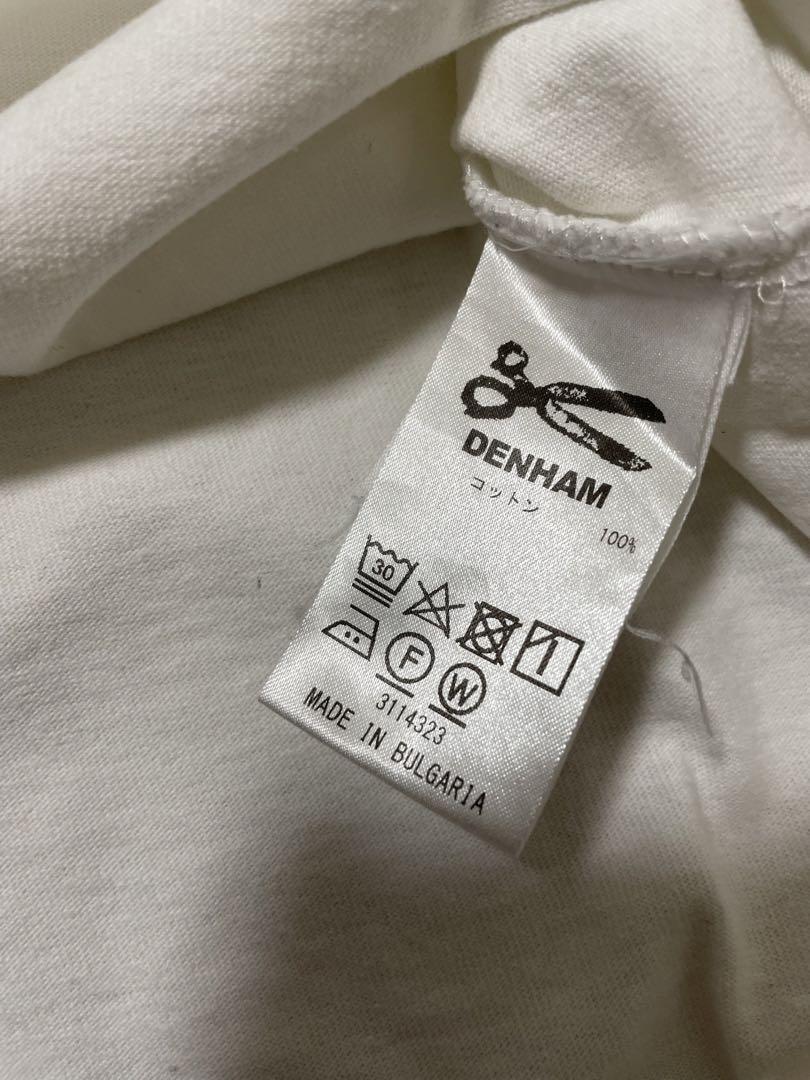 DENHAM
コットン 100%
30
F W
3114323
MADE IN BULGARIA